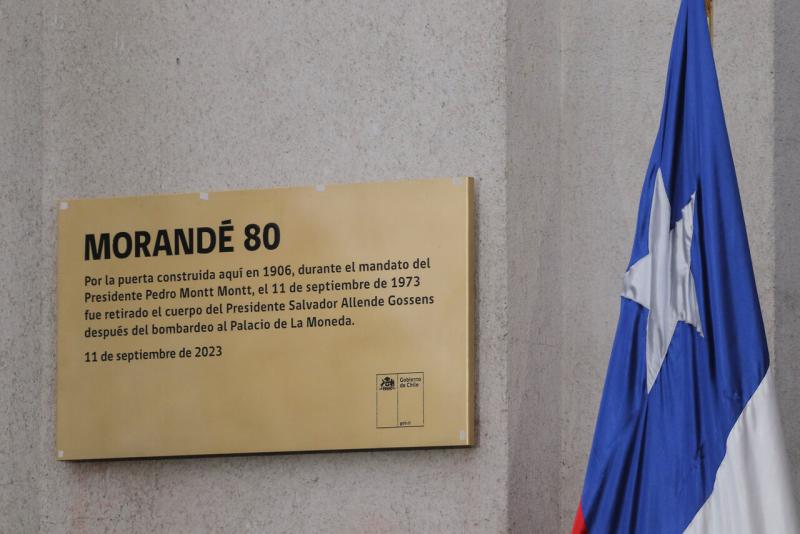 MORANDÉ 80
Por la puerta construida aquí en 1906, durante el mandato del
Presidente Pedro Montt Montt, el 11 de septiembre de 1973
fue retirado el cuerpo del Presidente Salvador Allende Gossens
después del bombardeo al Palacio de La Moneda.
11 de septiembre de 2023
Gobierno
de Chile
gob.cl